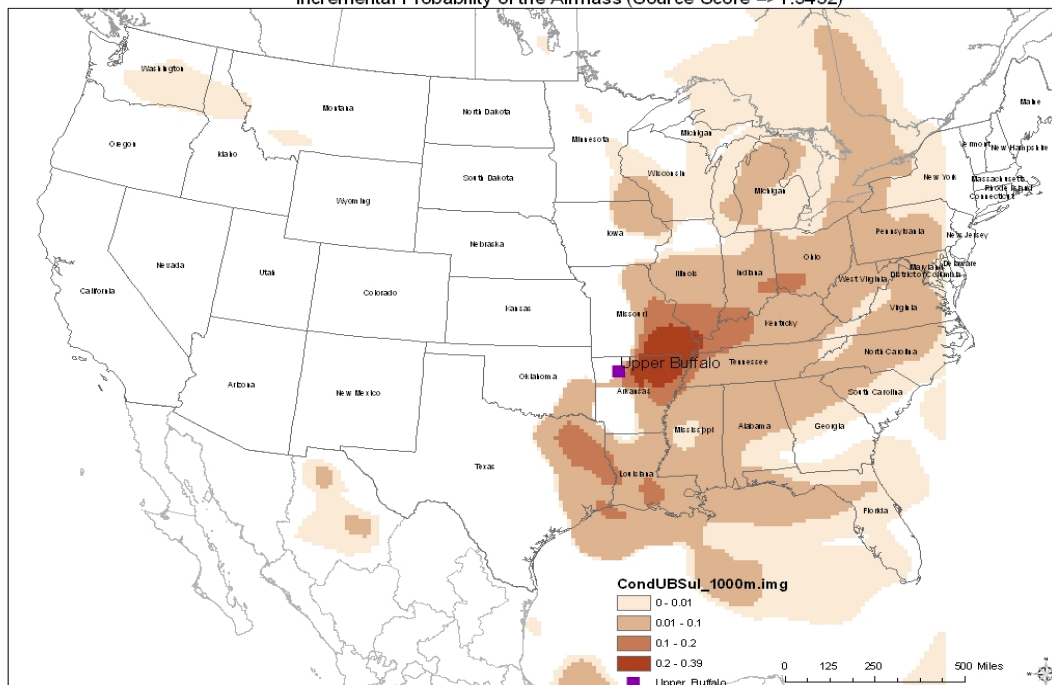 Incremental Probability of the Airmass (Source Score => 1.5432)
Washington
Montana
North Dakota
Minnesota
Michigan
Maine
Oregon
Idaho
Wisconsin
Vermont
New Hampshire
South Dakota
Michigan
New York
Massachusetts
Rhode Island
Connecticut
Wyoming
Iowa
Pennsylvania
New Jersey
Nebraska
Nevada
Utah
Illinois
Indiana
Ohio
Maryland
Delaware
District of Columbia
West Virginia
California
Colorado
Kansas
Missouri
Kentucky
Virginia
Upper Buffalo
Tennessee
North Carolina
Arizona
New Mexico
Oklahoma
Arkansas
South Carolina
Mississippi
Alabama
Georgia
Texas
Louisiana
Florida
CondUBSul_1000m.img
0 - 0.01
0.01 - 0.1
0.1 - 0.2
0.2 - 0.39
Upper Buffalo
0 125 250 500 Miles